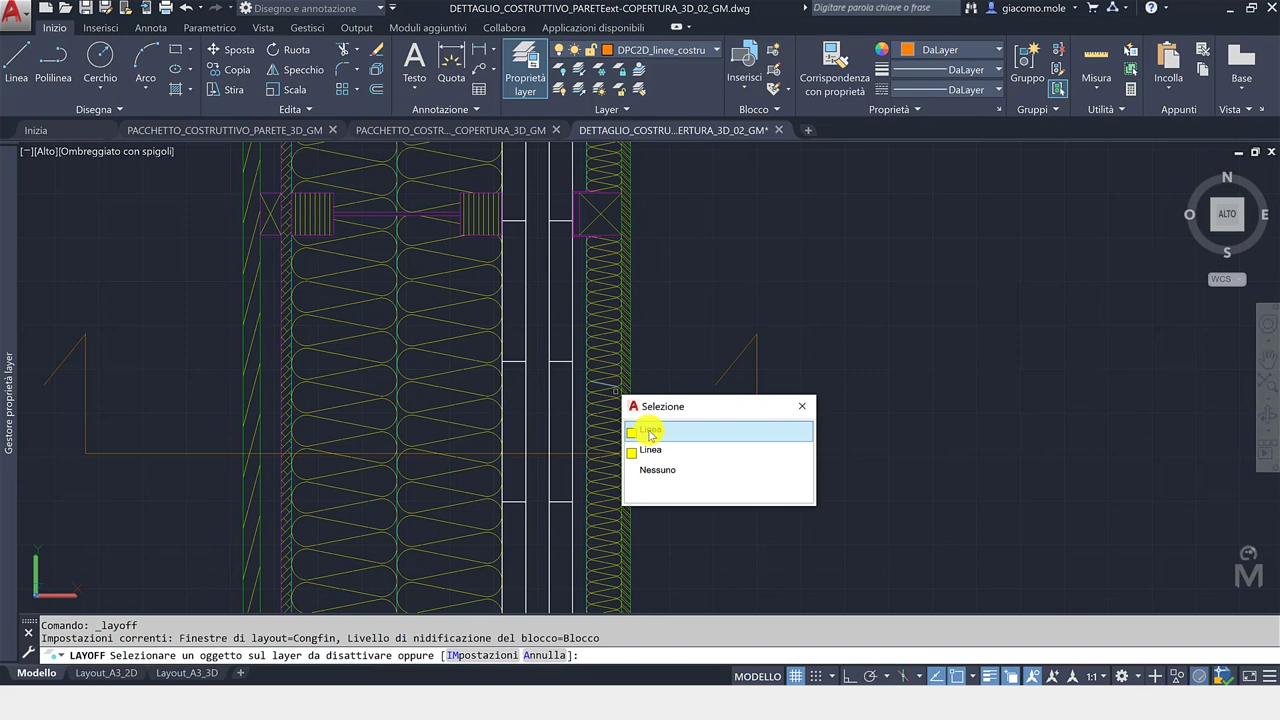 Disegno e annotazione
DETTAGLIO_COSTRUTTIVO_PARETEext-COPERTURA_3D_02_GM.dwg
Digitare parola chiave o frase
giacomo.mole
Inizio
Inserisci
Annota
Parametrico
Vista
Gestisci
Output
Moduli aggiuntivi
Collabora
Applicazioni disponibili
Linea
Polilinea
Cerchio
Arco
Sposta
Ruota
Copia
Specchio
Stira
Scala
Testo
Quota
Proprietà
layer
DPC2D_linee_costru
Inserisci
Corrispondenza
con proprietà
DaLayer
DaLayer
DaLayer
Gruppo
Misura
Incolla
Base
Disegna
Edita
Annotazione
Layer
Blocco
Proprietà
Gruppi
Utilità
Appunti
Vista
Inizia
PACCHETTO_COSTRUTTIVO_PARETE_3D_GM
PACCHETTO_COSTR..._COPERTURA_3D_GM
DETTAGLIO_COSTRU...ERTURA_3D_02_GM*
[−][Alto][Ombreggiato con spigoli]
N
O
ALTO
E
S
WCS
Gestore proprietà layer
Selezione
Linea
Linea
Nessuno
Y
X
M
Comando: _layoff
Impostazioni correnti: Finestre di layout=Congfin, Livello di nidificazione del blocco=Blocco
LAYOFF Selezionare un oggetto sul layer da disattivare oppure [IMpostazioni Annulla]:
Modello
Layout_A3_2D
Layout_A3_3D
MODELLO
1:1